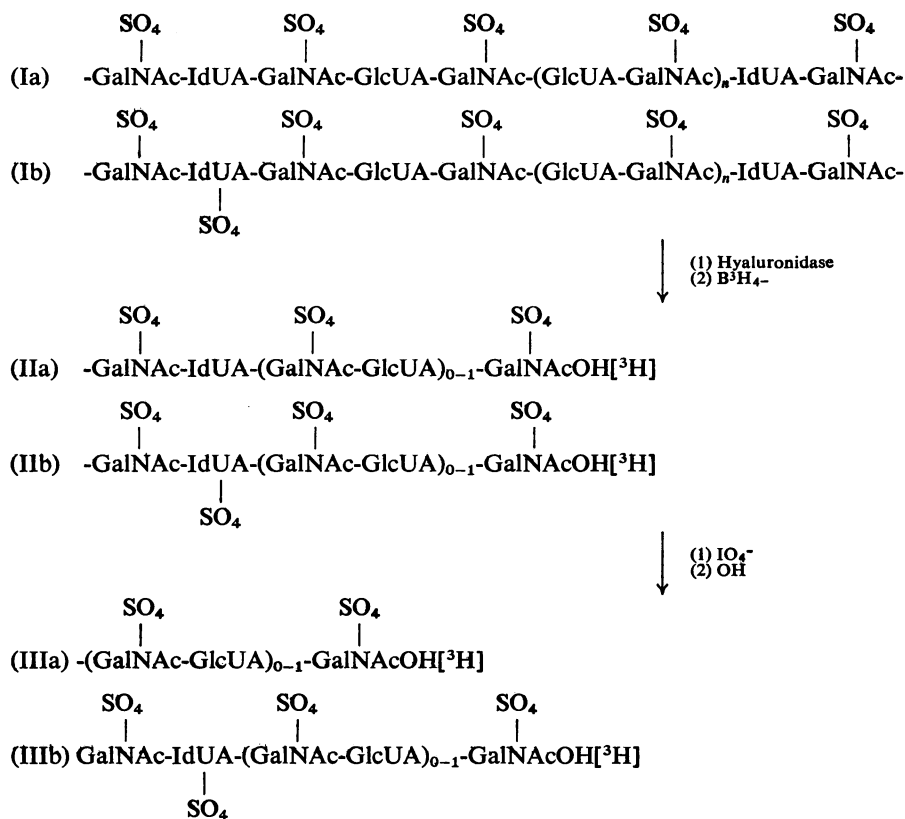 SO₄ SO₄ SO₄ SO₄ SO₄
(Ia) -GalNAc-IdUA-GalNAc-GlcUA-GalNAc-(GlcUA-GalNAc)ₙ-IdUA-GalNAc-
SO₄ SO₄ SO₄ SO₄ SO₄
(Ib) -GalNAc-IdUA-GalNAc-GlcUA-GalNAc-(GlcUA-GalNAc)ₙ-IdUA-GalNAc-
SO₄
(1) Hyaluronidase
(2) B³H₄-
SO₄ SO₄ SO₄
(IIa) -GalNAc-IdUA-(GalNAc-GlcUA)₀₋₁-GalNAcOH[³H]
SO₄ SO₄ SO₄
(IIb) -GalNAc-IdUA-(GalNAc-GlcUA)₀₋₁-GalNAcOH[³H]
SO₄
(1) IO₄⁻
(2) OH
SO₄ SO₄
(IIIa) -(GalNAc-GlcUA)₀₋₁-GalNAcOH[³H]
SO₄ SO₄ SO₄
(IIIb) GalNAc-IdUA-(GalNAc-GlcUA)₀₋₁-GalNAcOH[³H]
SO₄